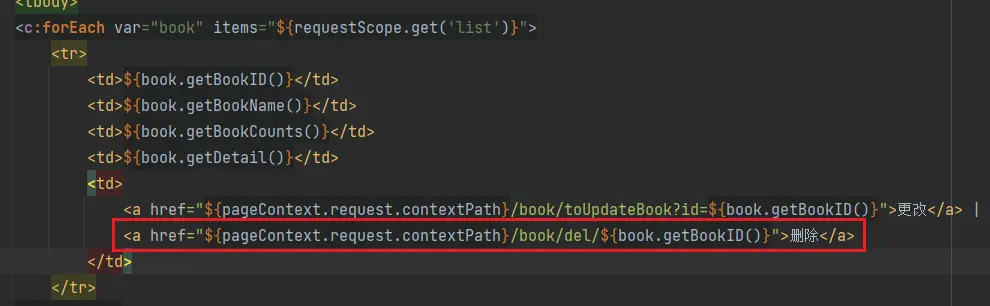 <tbody>
<c:forEach var="book" items="${requestScope.get('list')}">
<tr>
<td>${book.getBookID()}</td>
<td>${book.getBookName()}</td>
<td>${book.getBookCounts()}</td>
<td>${book.getDetail()}</td>
<td>
<a href="${pageContext.request.contextPath}/book/toUpdateBook?id=${book.getBookID()}">更改</a> |
<a href="${pageContext.request.contextPath}/book/del/${book.getBookID()}">删除</a>
</td>
</tr>